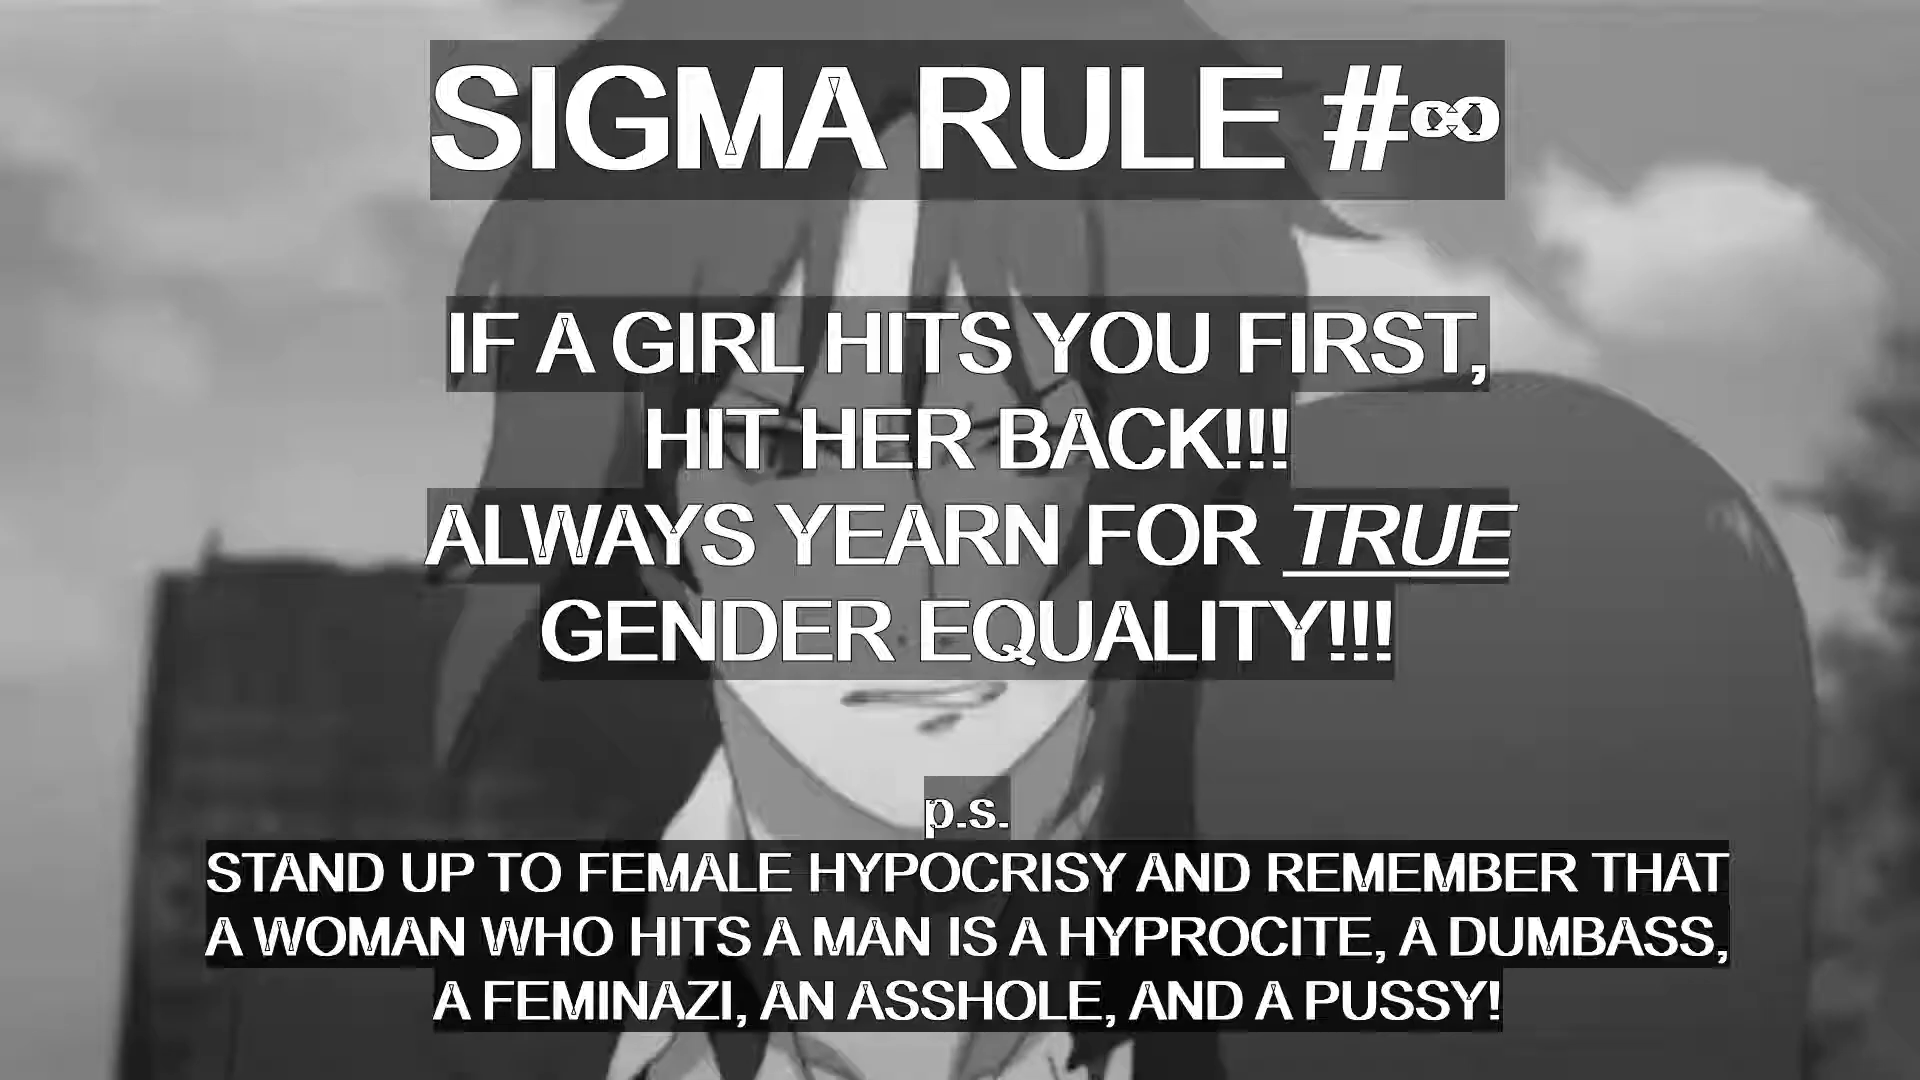 SIGMA RULE #∞
IF A GIRL HITS YOU FIRST,
HIT HER BACK!!!
ALWAYS YEARN FOR TRUE
GENDER EQUALITY!!!
p.s.
STAND UP TO FEMALE HYPOCRISY AND REMEMBER THAT
A WOMAN WHO HITS A MAN IS A HYPROCITE, A DUMBASS,
A FEMINAZI, AN ASSHOLE, AND A PUSSY!